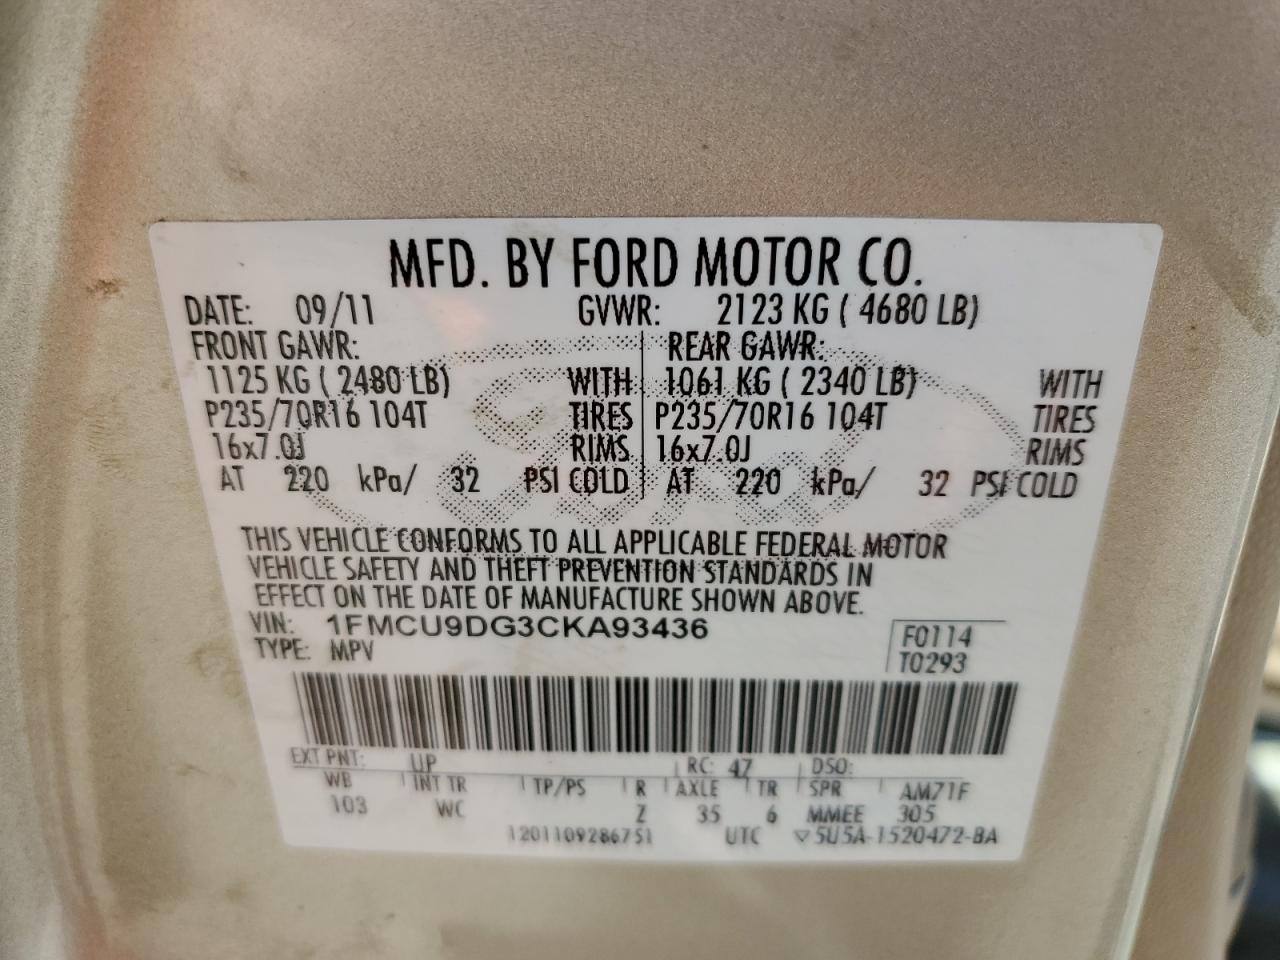 MFD. BY FORD MOTOR CO.
DATE: 09/11 GVWR: 2123 KG ( 4680 LB)
FRONT GAWR: REAR GAWR:
1125 KG ( 2480 LB) WITH 1061 KG ( 2340 LB) WITH
P235/70R16 104T TIRES P235/70R16 104T TIRES
16x7.0J RIMS 16x7.0J RIMS
AT 220 kPa/ 32 PSI COLD AT 220 kPa/ 32 PSI COLD
THIS VEHICLE CONFORMS TO ALL APPLICABLE FEDERAL MOTOR
VEHICLE SAFETY AND THEFT PREVENTION STANDARDS IN
EFFECT ON THE DATE OF MANUFACTURE SHOWN ABOVE.
VIN: 1FMCU9DG3CKA93436 F0114
TYPE: MPV T0293
EXT PNT: UP RC: 47 DSO:
WB INT TR TP/PS R AXLE TR SPR AM71F
103 WC Z 35 6 MMEE 305
1201109286751 UTC ▽5U5A-1520472-BA